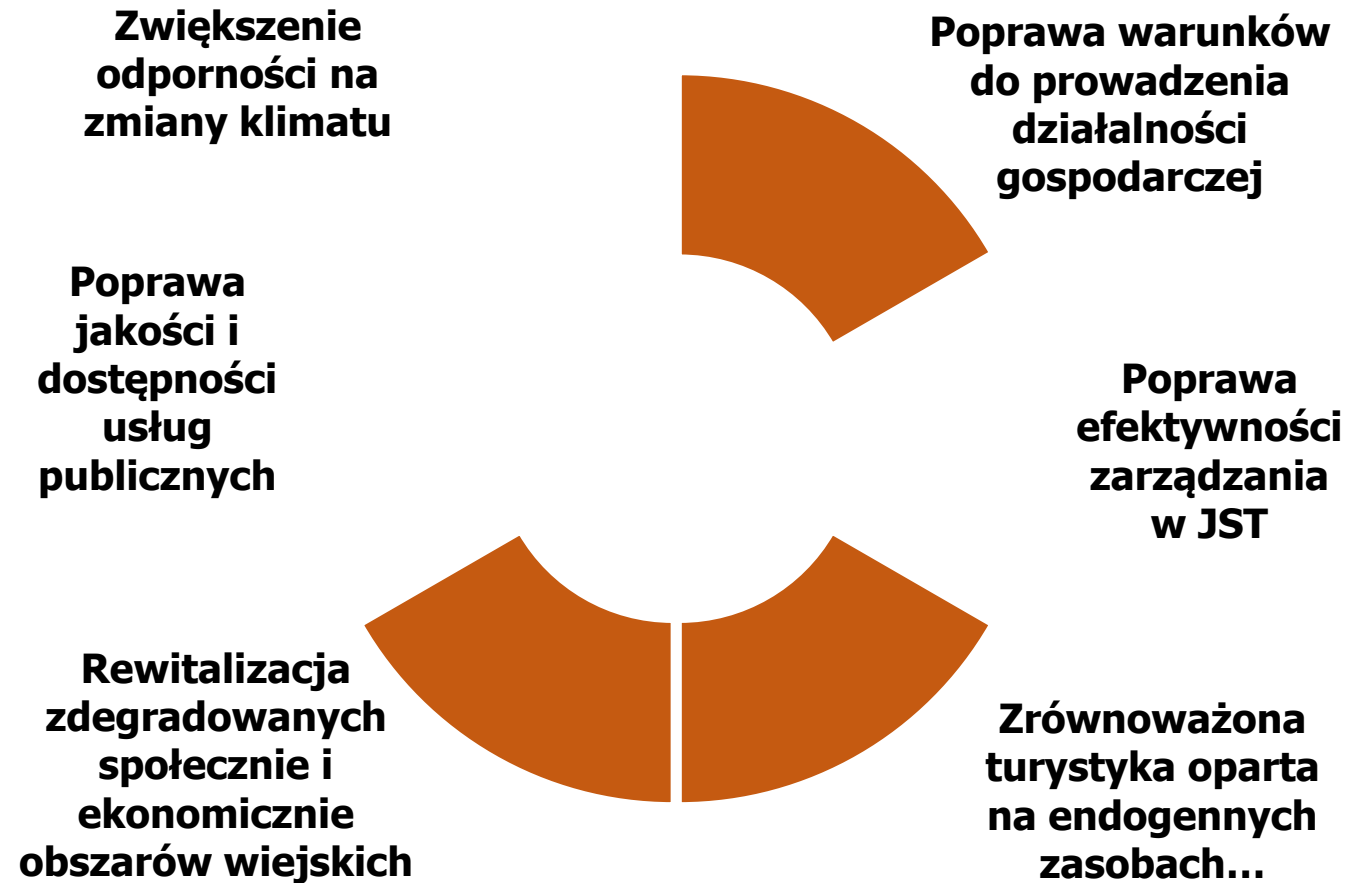 Zwiększenie
odporności na
zmiany klimatu
Poprawa warunków
do prowadzenia
działalności
gospodarczej
Poprawa
jakości i
dostępności
usług
publicznych
Poprawa
efektywności
zarządzania
w JST
Rewitalizacja
zdegradowanych
społecznie i
ekonomicznie
obszarów wiejskich
Zrównoważona
turystyka oparta
na endogennych
zasobach...